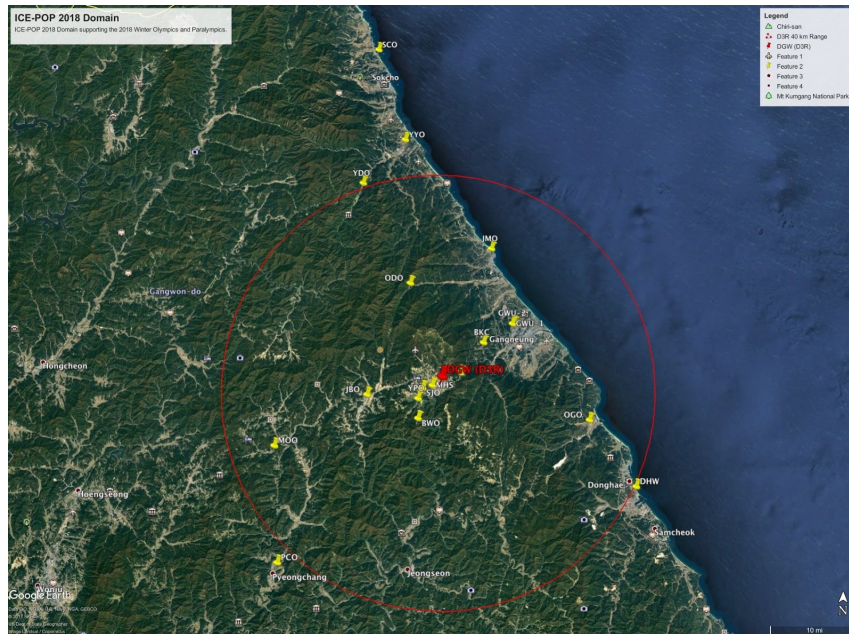 ICE-POP 2018 Domain
ICE-POP 2018 Domain supporting the 2018 Winter Olympics and Paralympics.
Legend
Chiri-san
D3R 40 km Range
DGW (D3R)
Feature 1
Feature 2
Feature 3
Feature 4
Mt Kumgang National Park
SCO
Sokcho
YYO
YDO
JMO
ODO
Gangwon-do
GWU-2
GWU-1
BKC
Gangneung
Hongcheon
DGW (D3R)
MHS
JBO
SJO
BWO
OGO
MOO
Donghae
DHW
Hoengseong
Samcheok
PCO
Pyeongchang
Jeongseon
Wonju
Google Earth
N
10 mi